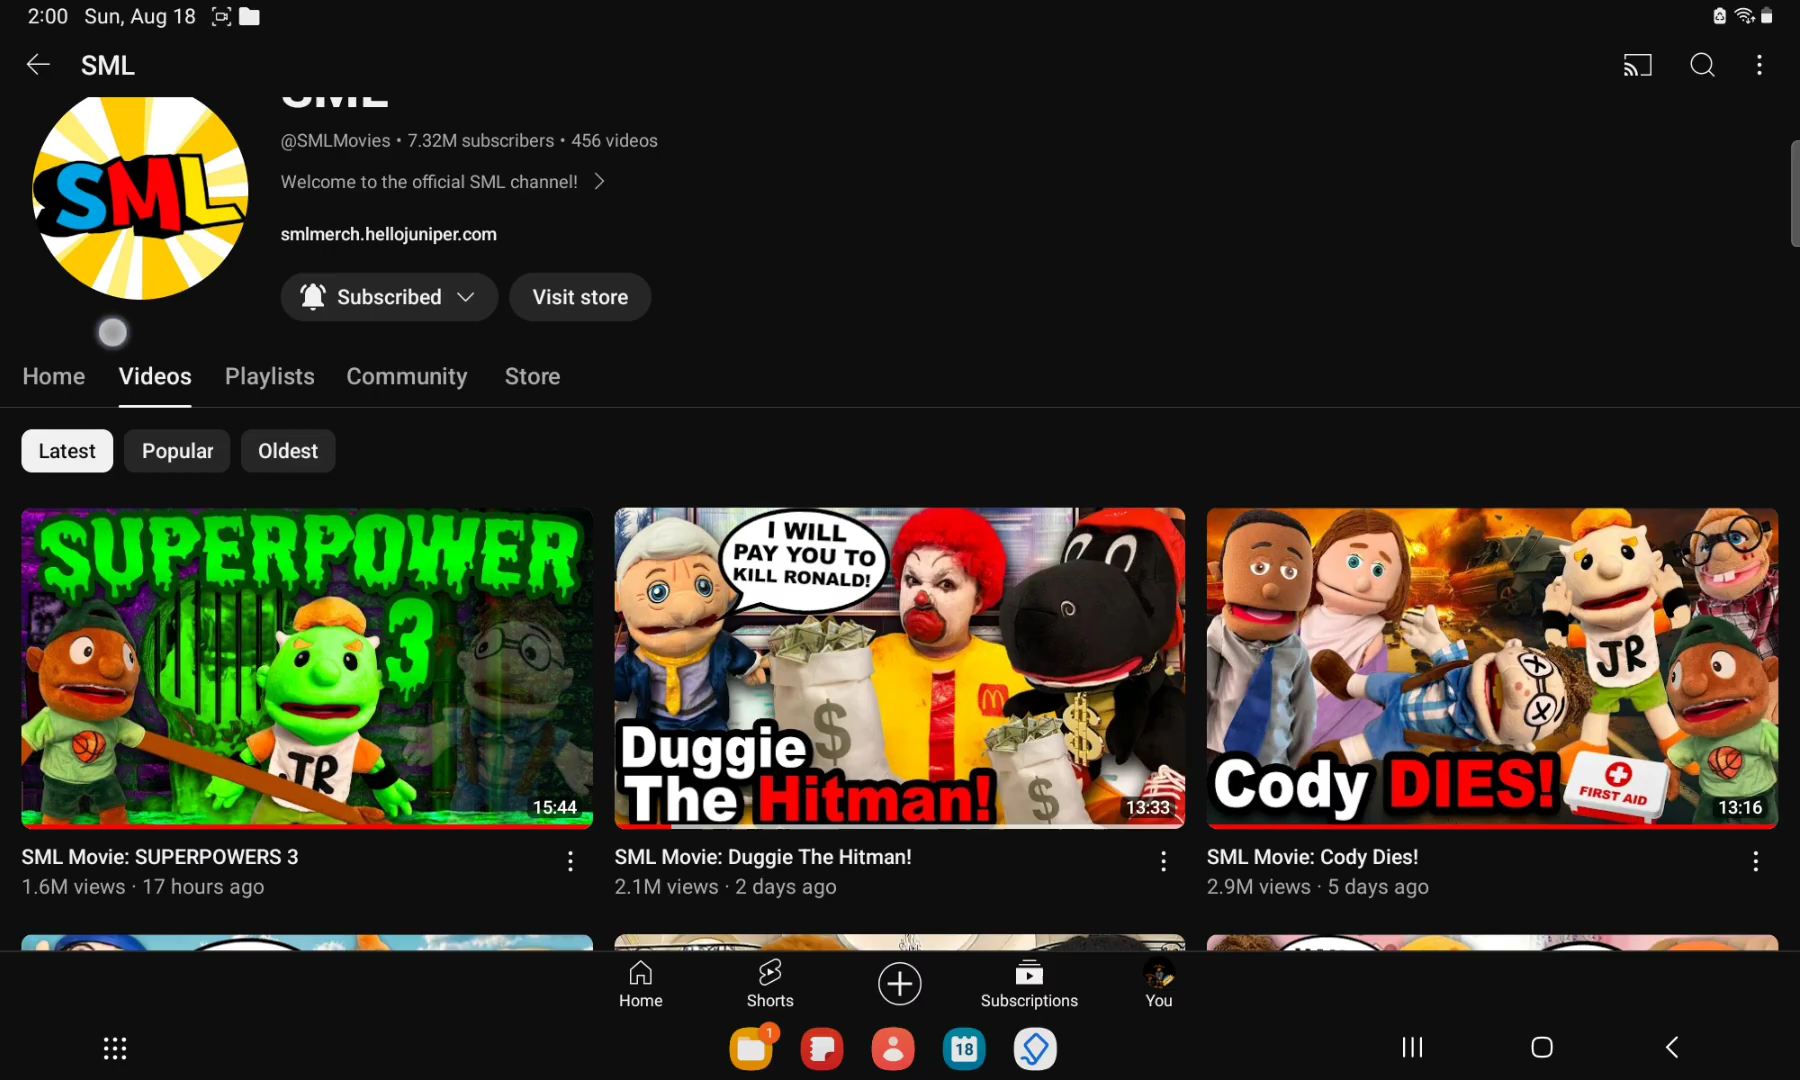 2:00 Sun, Aug 18
SML
SML
@SMLMovies • 7.32M subscribers • 456 videos
Welcome to the official SML channel!
smlmerch.hellojuniper.com
SML
Subscribed
Visit store
Home Videos Playlists Community Store
Latest Popular Oldest
SUPERPOWER
3
JR
15:44
I WILL
PAY YOU TO
KILL RONALD!
$
$
$
Duggie
The Hitman!
13:33
JR
Cody DIES!
FIRST AID
13:16
SML Movie: SUPERPOWERS 3
1.6M views · 17 hours ago
SML Movie: Duggie The Hitman!
2.1M views · 2 days ago
SML Movie: Cody Dies!
2.9M views · 5 days ago
Home
Shorts
Subscriptions
You
1
18